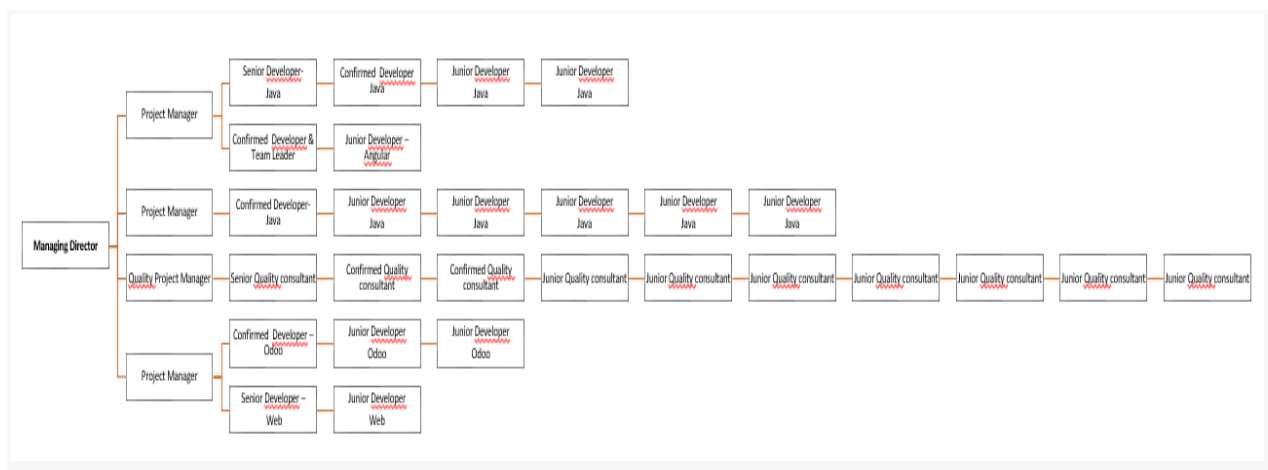 Senior Developer-
Java
Confirmed Developer
Java
Junior Developer
Java
Junior Developer
Java
Project Manager
Confirmed Developer &
Team Leader
Junior Developer –
Angular
Project Manager
Confirmed Developer-
Java
Junior Developer
Java
Junior Developer
Java
Junior Developer
Java
Junior Developer
Java
Junior Developer
Java
Managing Director
Quality Project Manager
Senior Quality consultant
Confirmed Quality
consultant
Confirmed Quality
consultant
Junior Quality consultant
Junior Quality consultant
Junior Quality consultant
Junior Quality consultant
Junior Quality consultant
Junior Quality consultant
Junior Quality consultant
Confirmed Developer –
Odoo
Junior Developer
Odoo
Junior Developer
Odoo
Project Manager
Senior Developer –
Web
Junior Developer
Web